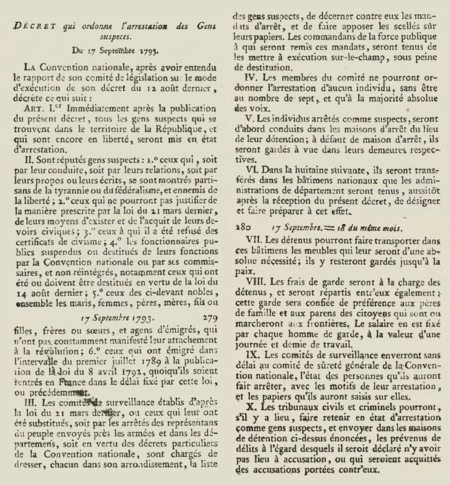 DÉCRET qui ordonne l'arrestation des Gens
suspects.
Du 17 Septembre 1793.
LA Convention nationale, après avoir entendu
le rapport de son comité de législation sur le mode
d'exécution de son décret du 12 août dernier,
décrète ce qui suit :
ART. I.er Immédiatement après la publication
du présent décret, tous les gens suspects qui se
trouvent dans le territoire de la République, et
qui sont encore en liberté, seront mis en état
d'arrestation.
II. Sont réputés gens suspects : 1.º ceux qui, soit
par leur conduite, soit par leurs relations, soit par
leurs propos ou leurs écrits, se sont montrés parti-
sans de la tyrannie ou du fédéralisme, et ennemis de
la liberté ; 2.º ceux qui ne pourront pas justifier de
la manière prescrite par la loi du 21 mars dernier,
de leurs moyens d'exister et de l'acquit de leurs de-
voirs civiques ; 3.º ceux à qui il a été refusé des
certificats de civisme ; 4.º les fonctionnaires pu-
blics suspendus ou destitués de leurs fonctions
par la Convention nationale ou par ses commis-
saires, et non réintégrés, notamment ceux qui ont
été ou doivent être destitués en vertu de la loi du
14 août dernier ; 5.º ceux des ci-devant nobles,
ensemble les maris, femmes, pères, mères, fils ou
17 Septembre 1793. 279
filles, frères ou sœurs, et agens d'émigrés, qui
n'ont pas constamment manifesté leur attachement
à la révolution ; 6.º ceux qui ont émigré dans
l'intervalle du premier juillet 1789 à la publica-
tion de la loi du 8 avril 1792, quoiqu'ils soient
rentrés en France dans le délai fixé par cette loi,
ou précédemment.
III. Les comités de surveillance établis d'après
la loi du 21 mars dernier, ou ceux qui leur ont
été substitués, soit par les arrêtés des représentans
du peuple envoyés près les armées et dans les dé-
partemens, soit en vertu des décrets particuliers
de la Convention nationale, sont chargés de
dresser, chacun dans son arrondissement, la liste
des gens suspects, de décerner contre eux les man-
dats d'arrêt, et de faire apposer les scellés sur
leurs papiers. Les commandans de la force publique
à qui seront remis ces mandats, seront tenus de
les mettre à exécution sur-le-champ, sous peine
de destitution.
IV. Les membres du comité ne pourront or-
donner l'arrestation d'aucun individu, sans être
au nombre de sept, et qu'à la majorité absolue
des voix.
V. Les individus arrêtés comme suspects, seront
d'abord conduits dans les maisons d'arrêt du lieu
de leur détention ; à défaut de maison d'arrêt, ils
seront gardés à vue dans leurs demeures respec-
tives.
VI. Dans la huitaine suivante, ils seront trans-
férés dans les bâtimens nationaux que les admi-
nistrations de département seront tenus, aussitôt
après la réception du présent décret, de désigner
et faire préparer à cet effet.
280 17 Septembre. = 18 du même mois.
VII. Les détenus pourront faire transporter dans
ces bâtimens les meubles qui leur seront d'une ab-
solue nécessité ; ils y resteront gardés jusqu'à la
paix.
VIII. Les frais de garde seront à la charge des
détenus, et seront répartis entr'eux également :
cette garde sera confiée de préférence aux pères
de famille et aux parens des citoyens qui sont ou
marcheront aux frontières. Le salaire en est fixé
par chaque homme de garde, à la valeur d'une
journée et demie de travail.
IX. Les comités de surveillance enverront sans
délai au comité de sûreté générale de la Conven-
tion nationale, l'état des personnes qu'ils auront
fait arrêter, avec les motifs de leur arrestation,
et les papiers qu'ils auront saisis sur elles.
X. Les tribunaux civils et criminels pourront,
s'il y a lieu, faire retenir en état d'arrestation
comme gens suspects, et envoyer dans les maisons
de détention ci-dessus énoncées, les prévenus de
délits à l'égard desquels il seroit déclaré n'y avoir
pas lieu à accusation, ou qui seroient acquittés
des accusations portées contr'eux.